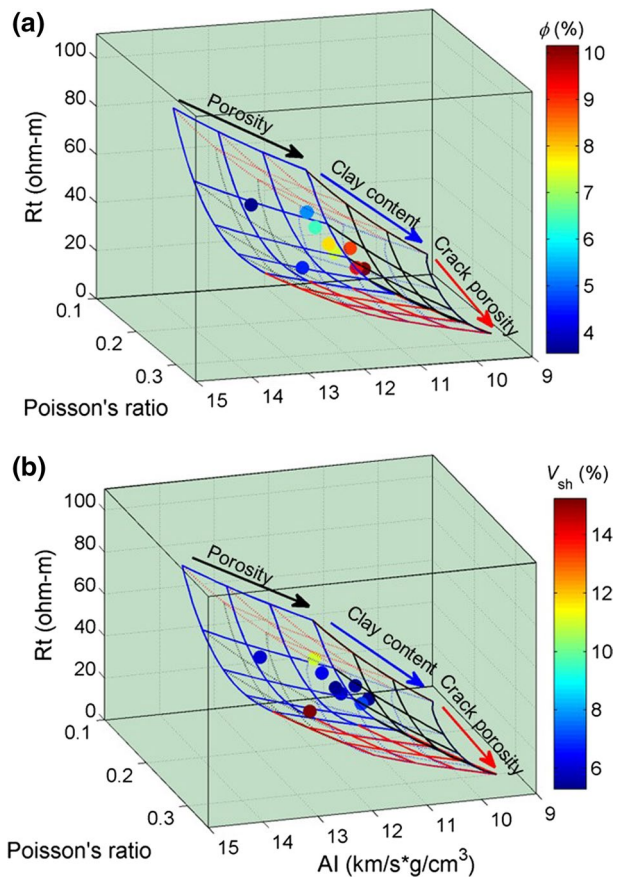 (a)
ϕ (%)
100
80
60
40
20
0
Rt (ohm-m)
Porosity
Clay content
Crack porosity
10
9
8
7
6
5
4
0.1
0.2
0.3
Poisson's ratio
15 14 13 12 11 10 9
(b)
Vsh (%)
100
80
60
40
20
0
Rt (ohm-m)
Porosity
Clay content
Crack porosity
14
12
10
8
6
0.1
0.2
0.3
Poisson's ratio
15 14 13 12 11 10 9
AI (km/s*g/cm³)